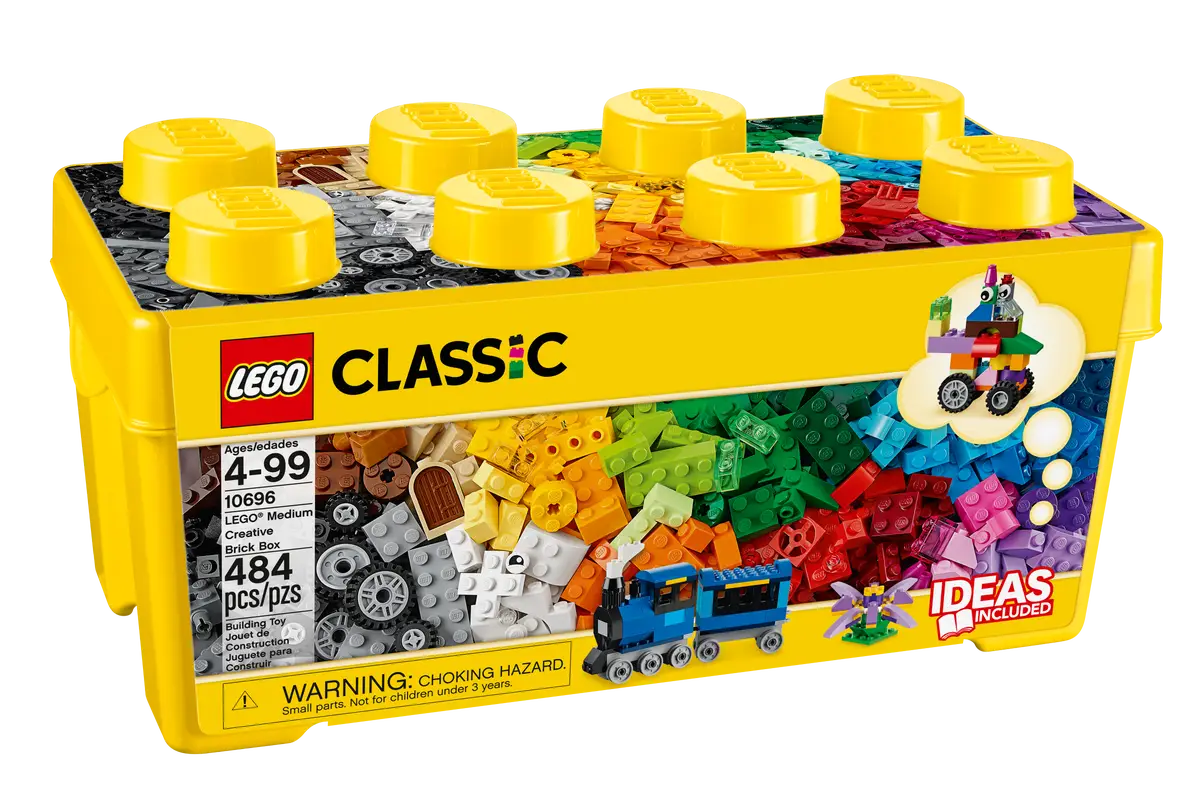 LEGO CLASSIC
Ages/edades
4-99
10696
LEGO® Medium
Creative
Brick Box
484
pcs/pzs
Building Toy
Jouet de
Construction
Juguete para
Construir
IDEAS
INCLUDED
WARNING: CHOKING HAZARD.
Small parts. Not for children under 3 years.